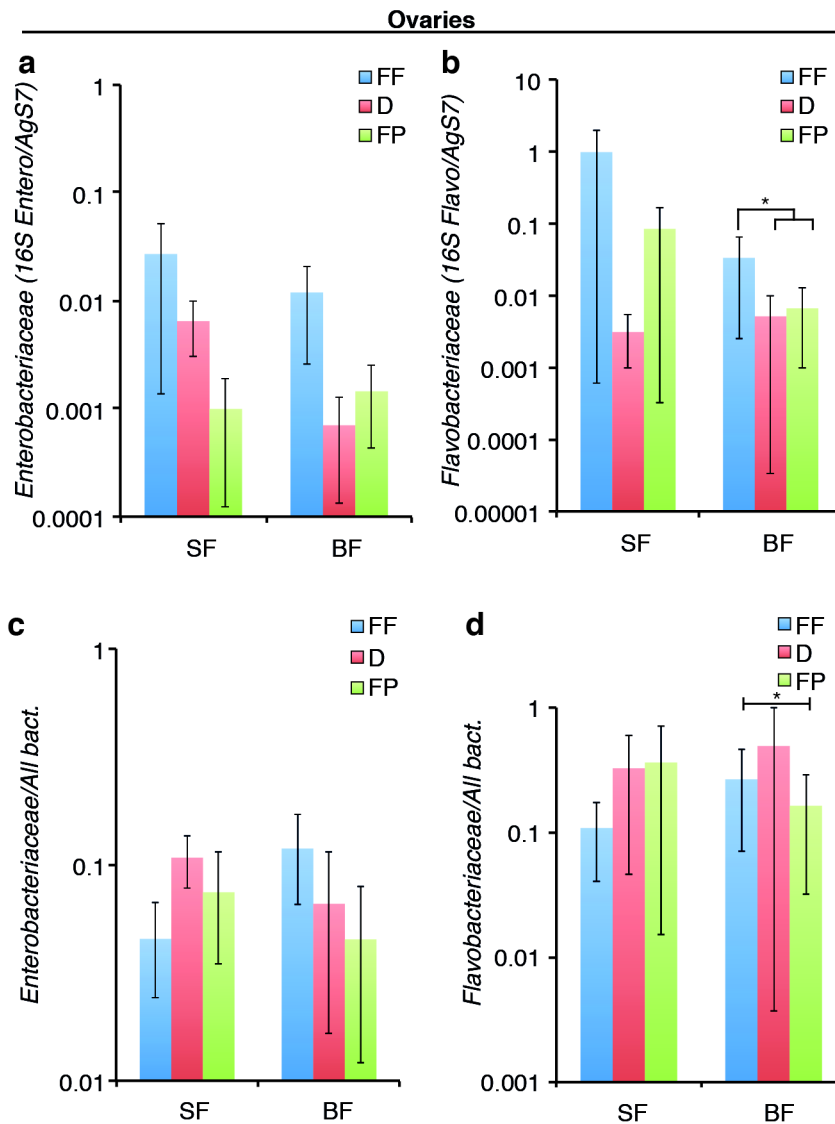 Ovaries
a
Enterobacteriaceae (16S Entero/AgS7)
1
0.1
0.01
0.001
0.0001
FF
D
FP
SF
BF
b
Flavobacteriaceae (16S Flavo/AgS7)
10
1
0.1
0.01
0.001
0.0001
0.00001
FF
D
FP
*
SF
BF
c
Enterobacteriaceae/All bact.
1
0.1
0.01
FF
D
FP
SF
BF
d
Flavobacteriaceae/All bact.
1
0.1
0.01
0.001
FF
D
FP
*
SF
BF